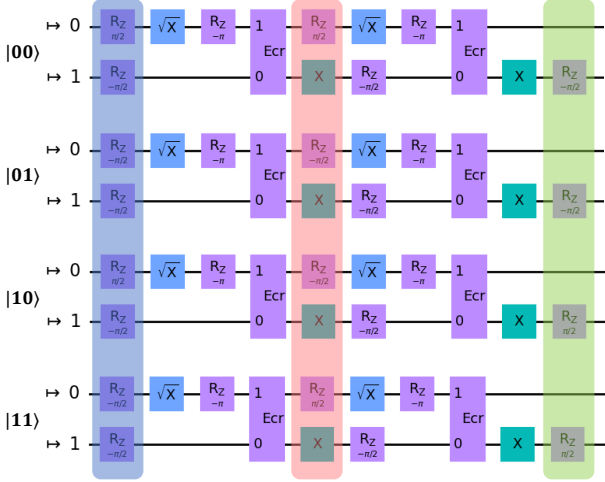 ↦ 0 R_Z π/2 √X R_Z −π 1 R_Z π/2 √X R_Z −π 1
|00⟩ Ecr Ecr
↦ 1 R_Z −π/2 0 X R_Z −π/2 0 X R_Z −π/2
↦ 0 R_Z −π/2 √X R_Z −π 1 R_Z −π/2 √X R_Z −π 1
|01⟩ Ecr Ecr
↦ 1 R_Z −π/2 0 X R_Z −π/2 0 X R_Z −π/2
↦ 0 R_Z π/2 √X R_Z −π 1 R_Z −π/2 √X R_Z −π 1
|10⟩ Ecr Ecr
↦ 1 R_Z −π/2 0 X R_Z −π/2 0 X R_Z π/2
↦ 0 R_Z −π/2 √X R_Z −π 1 R_Z π/2 √X R_Z −π 1
|11⟩ Ecr Ecr
↦ 1 R_Z −π/2 0 X R_Z −π/2 0 X R_Z π/2